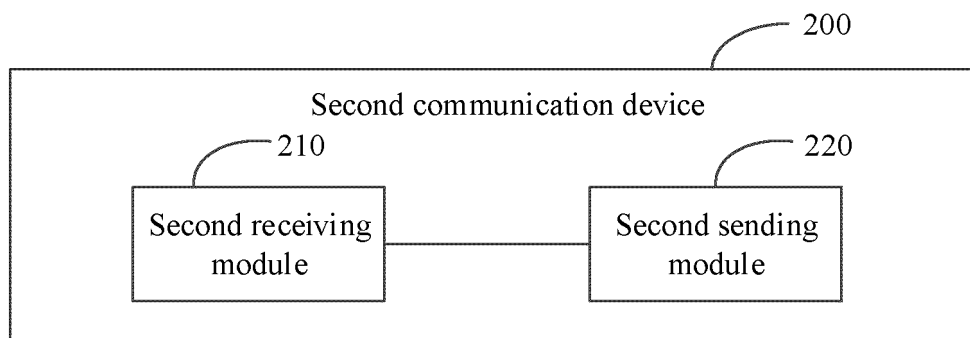 200
Second communication device
210
220
Second receiving
module
Second sending
module